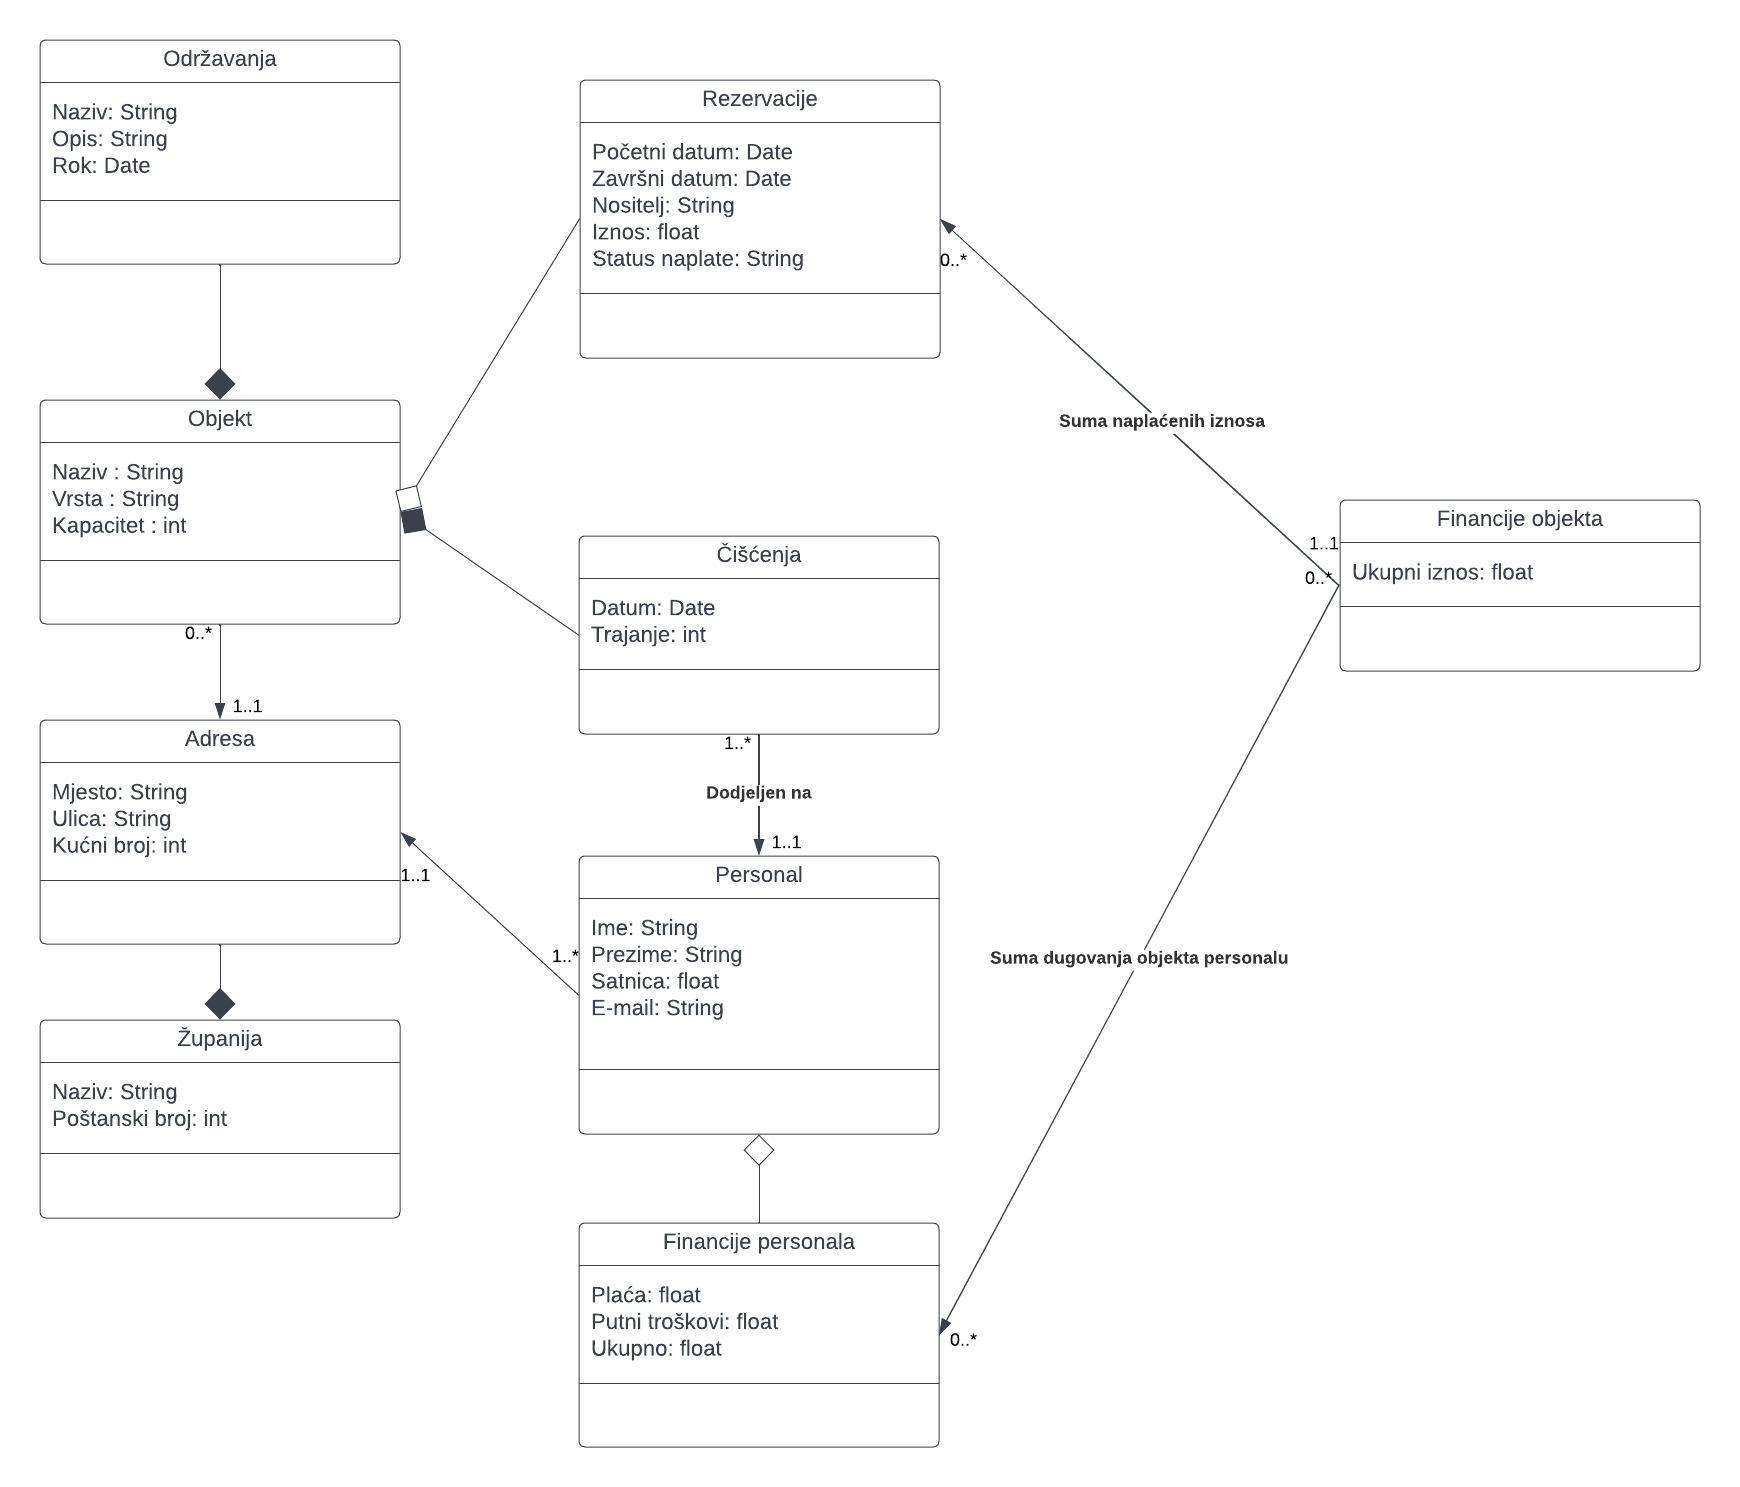 Održavanja
Naziv: String
Opis: String
Rok: Date
Rezervacije
Početni datum: Date
Završni datum: Date
Nositelj: String
Iznos: float
Status naplate: String
0..*
Suma naplaćenih iznosa
Objekt
Naziv : String
Vrsta : String
Kapacitet : int
0..*
1..1
Čišćenja
Datum: Date
Trajanje: int
1..*
Dodjeljen na
1..1
Financije objekta
Ukupni iznos: float
1..1
0..*
Adresa
Mjesto: String
Ulica: String
Kućni broj: int
1..1
1..*
Personal
Ime: String
Prezime: String
Satnica: float
E-mail: String
Suma dugovanja objekta personalu
Županija
Naziv: String
Poštanski broj: int
Financije personala
Plaća: float
Putni troškovi: float
Ukupno: float
0..*